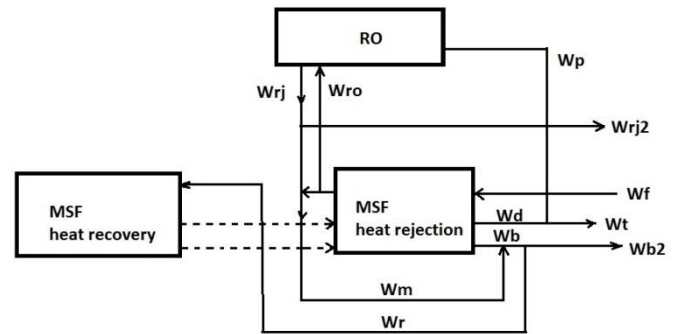 RO
Wp
Wrj
Wro
Wrj2
MSF
heat recovery
MSF
heat rejection
Wf
Wd
Wt
Wb
Wb2
Wm
Wr